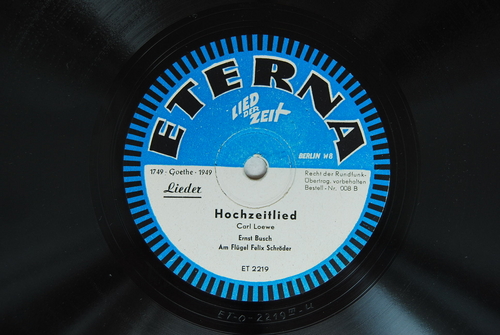 ETERNA
LIED
DER
ZEIT
BERLIN W8
1749 · Goethe · 1949
Lieder
Recht der Rundfunk-
Übertrag. vorbehalten
Bestell-Nr. 008 B
Hochzeitlied
Carl Loewe
Ernst Busch
Am Flügel Felix Schröder
ET 2219